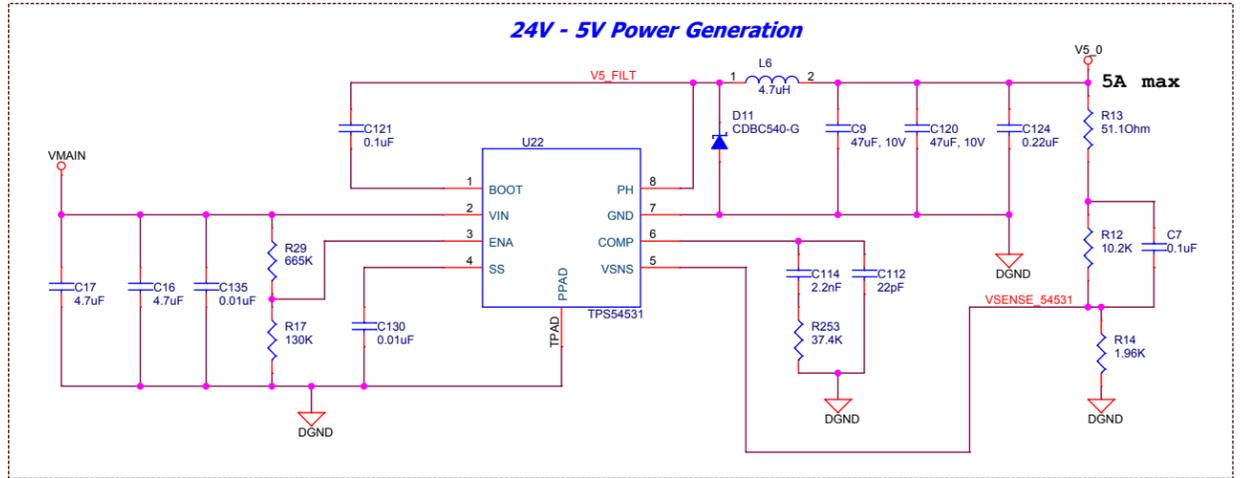 24V - 5V Power Generation
V5_0
5A max
V5_FILT
L6
1
2
4.7uH
D11
CDBC540-G
C9
47uF, 10V
C120
47uF, 10V
C124
0.22uF
R13
51.1Ohm
C121
0.1uF
U22
VMAIN
1
BOOT
PH
8
2
VIN
GND
7
3
ENA
COMP
6
4
SS
VSNS
5
PPAD
TPS54531
TPAD
R29
665K
C17
4.7uF
C16
4.7uF
C135
0.01uF
R17
130K
C130
0.01uF
DGND
C114
2.2nF
C112
22pF
R253
37.4K
DGND
DGND
R12
10.2K
C7
0.1uF
VSENSE_54531
R14
1.96K
DGND